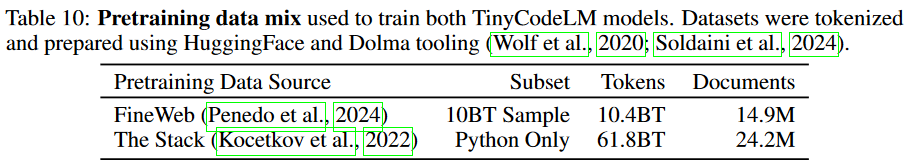 Table 10: Pretraining data mix used to train both TinyCodeLM models. Datasets were tokenized
and prepared using HuggingFace and Dolma tooling (Wolf et al., 2020; Soldaini et al., 2024).
Pretraining Data Source Subset Tokens Documents
FineWeb (Penedo et al., 2024) 10BT Sample 10.4BT 14.9M
The Stack (Kocetkov et al., 2022) Python Only 61.8BT 24.2M